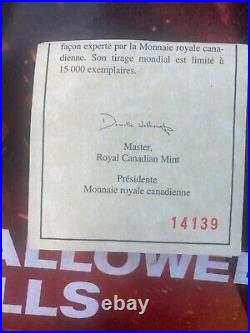 façon experte par la Monnaie royale cana-
dienne. Son tirage mondial est limité à
15 000 exemplaires.
Master,
Royal Canadian Mint
Présidente
Monnaie royale canadienne
14139
ALLOWE
LLS